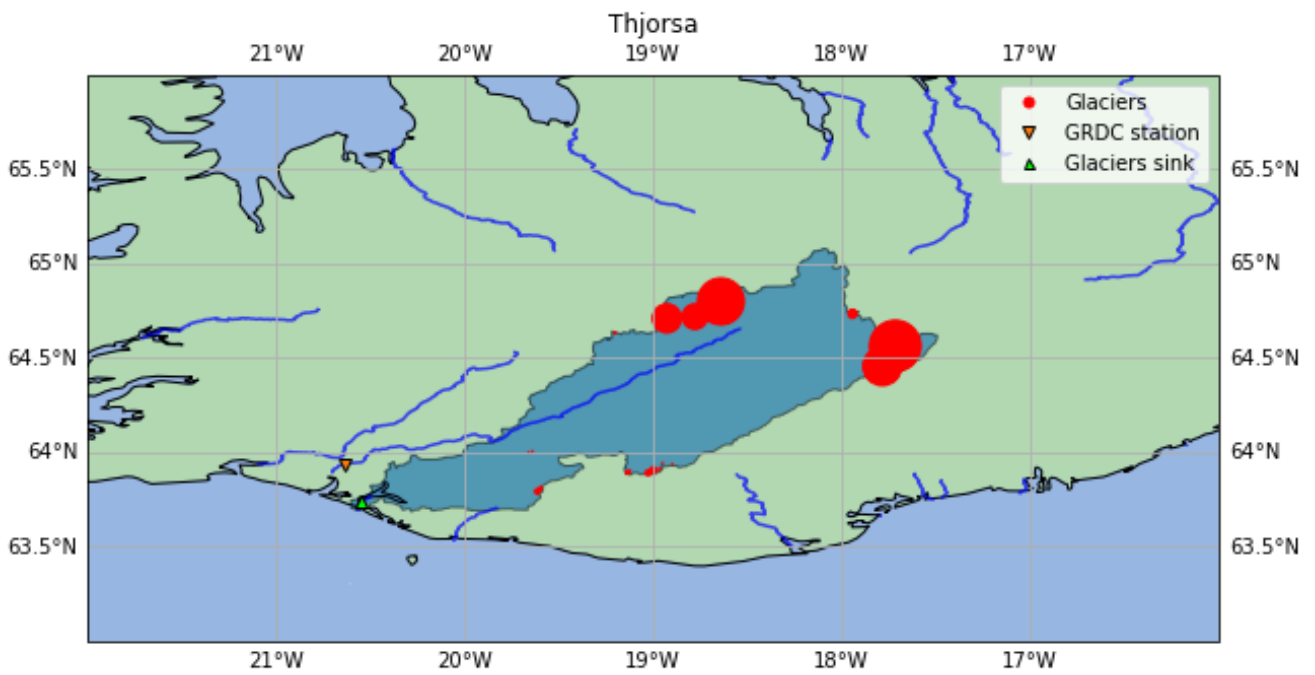 Thjorsa
21°W 20°W 19°W 18°W 17°W
Glaciers
GRDC station
Glaciers sink
65.5°N 65.5°N
65°N 65°N
64.5°N 64.5°N
64°N 64°N
63.5°N 63.5°N
21°W 20°W 19°W 18°W 17°W